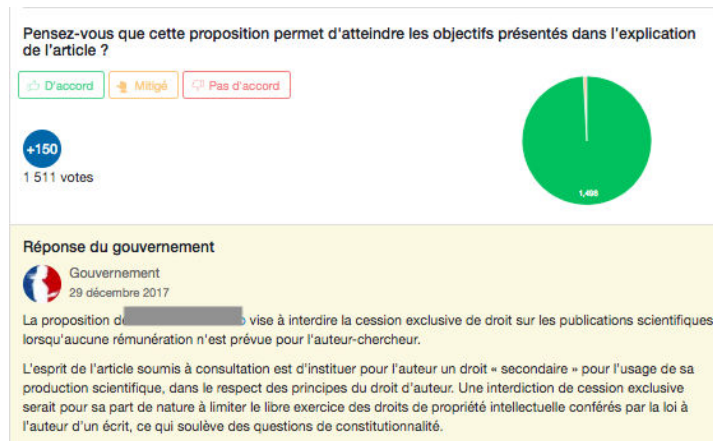 Pensez-vous que cette proposition permet d'atteindre les objectifs présentés dans l'explication
de l'article ?
D'accord
Mitigé
Pas d'accord
+150
1 511 votes
1,498
Réponse du gouvernement
Gouvernement
29 décembre 2017
La proposition d vise à interdire la cession exclusive de droit sur les publications scientifiques
lorsqu'aucune rémunération n'est prévue pour l'auteur-chercheur.
L'esprit de l'article soumis à consultation est d'instituer pour l'auteur un droit « secondaire » pour l'usage de sa
production scientifique, dans le respect des principes du droit d'auteur. Une interdiction de cession exclusive
serait pour sa part de nature à limiter le libre exercice des droits de propriété intellectuelle conférés par la loi à
l'auteur d'un écrit, ce qui soulève des questions de constitutionnalité.